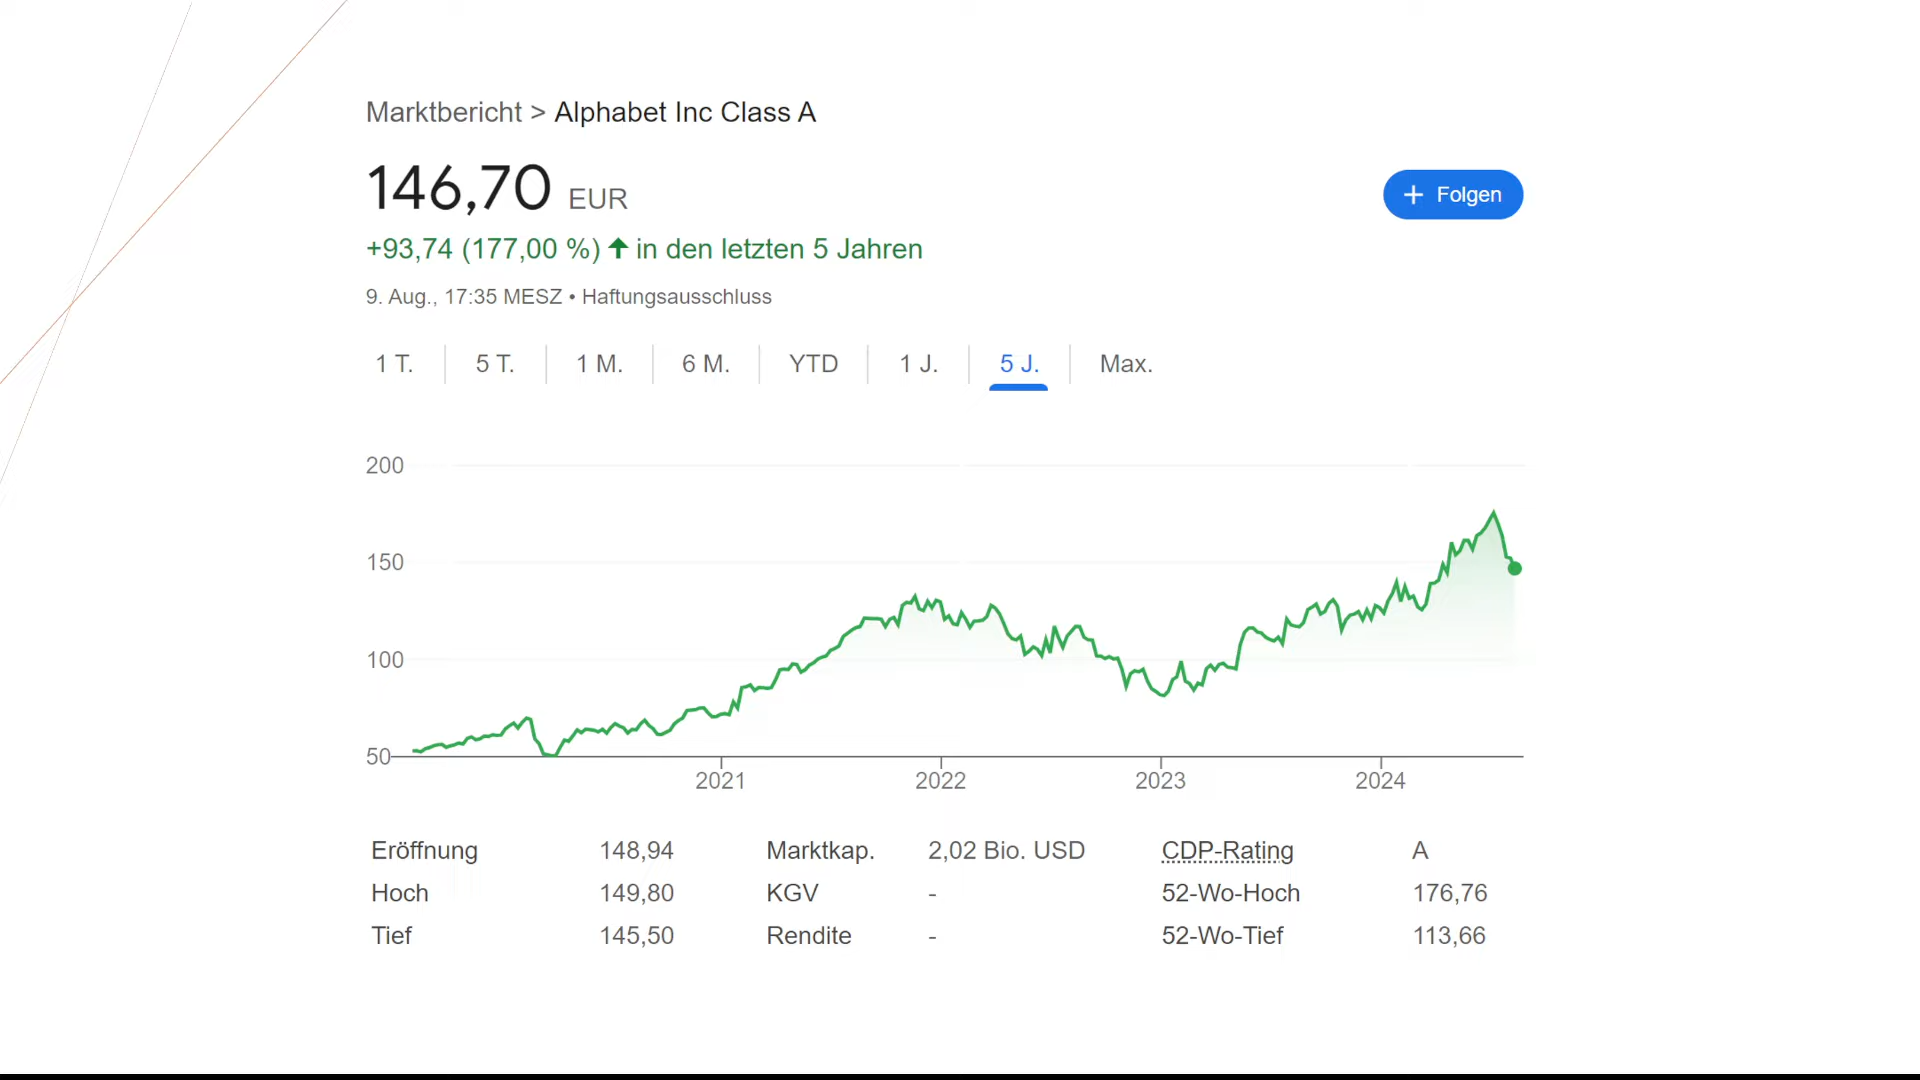 Marktbericht > Alphabet Inc Class A
146,70 EUR
+ Folgen
+93,74 (177,00 %) ↑ in den letzten 5 Jahren
9. Aug., 17:35 MESZ • Haftungsausschluss
1 T. 5 T. 1 M. 6 M. YTD 1 J. 5 J. Max.
200
150
100
50
2021 2022 2023 2024
Eröffnung 148,94 Marktkap. 2,02 Bio. USD CDP-Rating A
Hoch 149,80 KGV - 52-Wo-Hoch 176,76
Tief 145,50 Rendite - 52-Wo-Tief 113,66